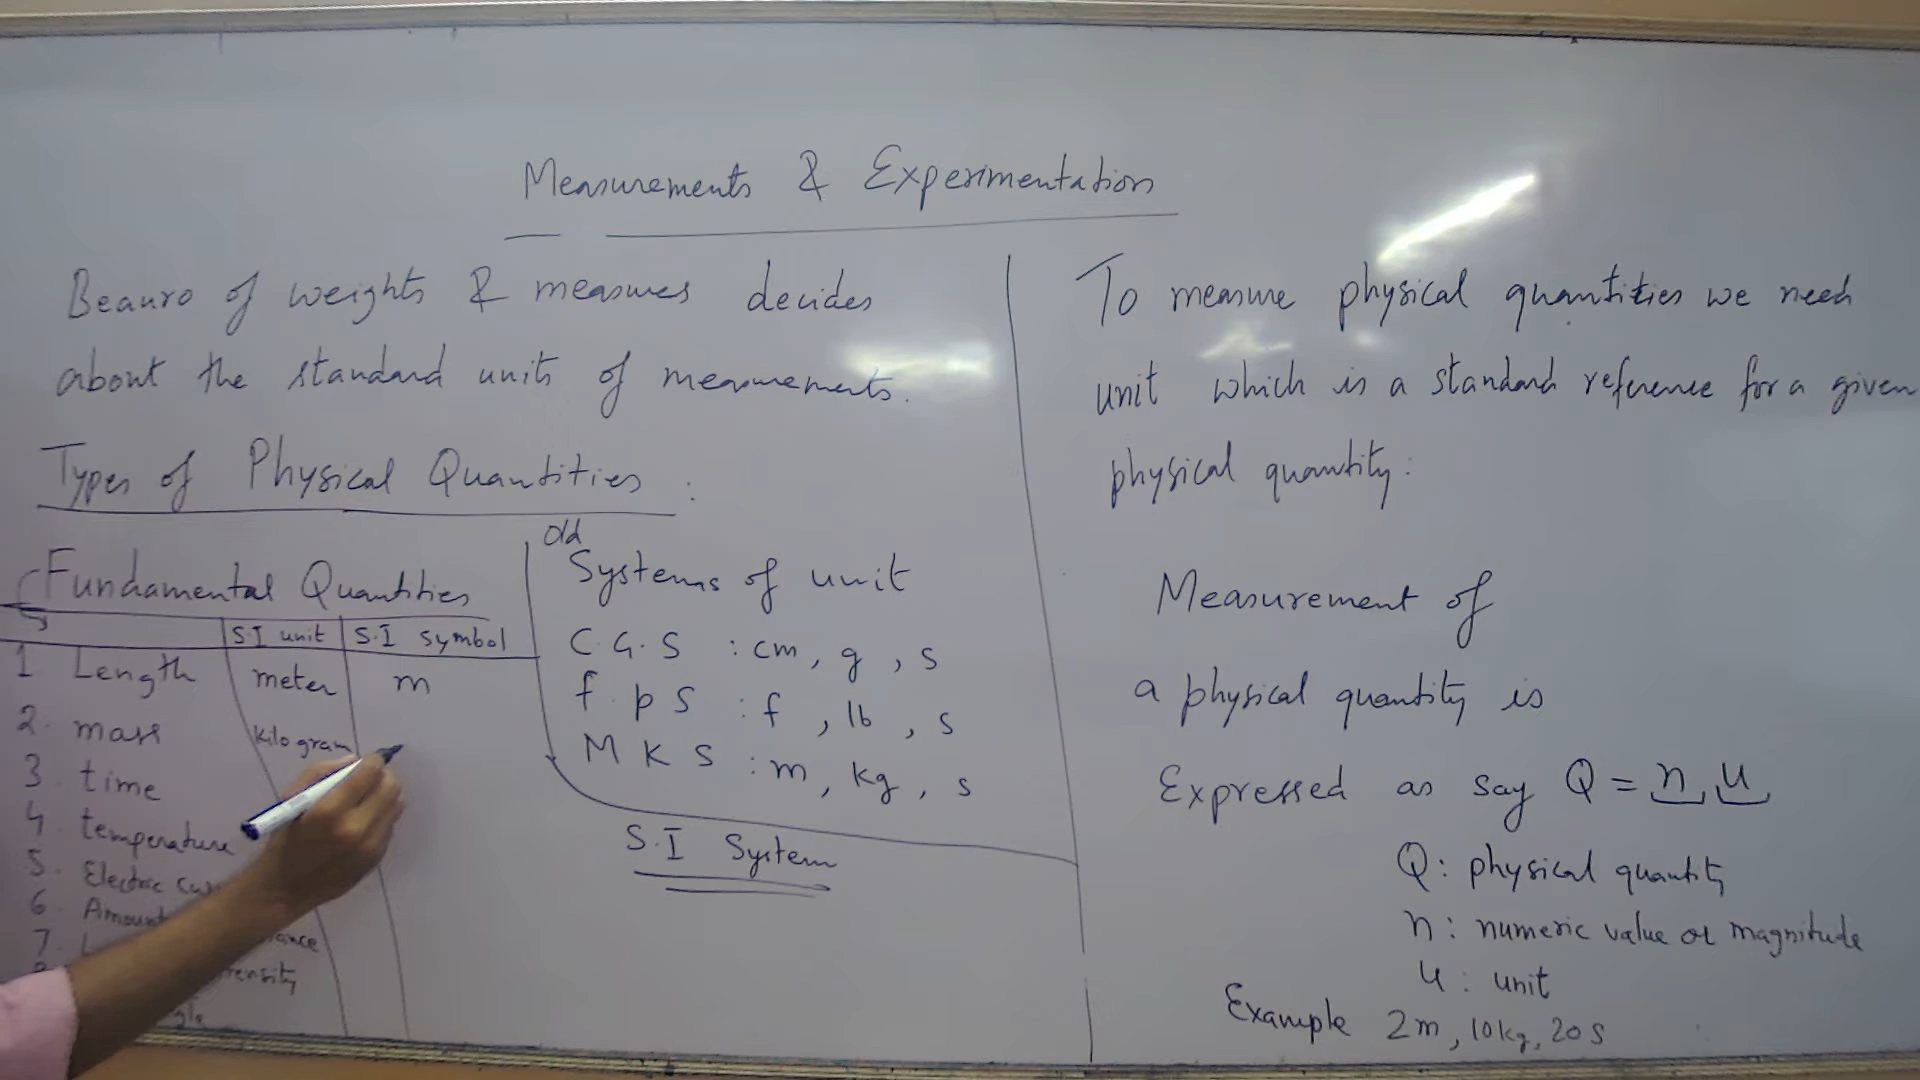 Measurements & Experimentation
Beauro of weights & measures decides
about the standard units of measurements.
Types of Physical Quantities :
Fundamental Quantities
S.I unit S.I symbol
1 Length meter m
2. mass kilogram
3. time
4. temperature
5. Electric
6. Amount
7.
Old
Systems of unit
C.G.S : cm, g, s
f.p s : f, lb, s
M K S : m, kg, s
S.I System
To measure physical quantities we need
unit which is a standard reference for a given
physical quantity.
Measurement of
a physical quantity is
Expressed as say Q = n u
Q : physical quantity
n : numeric value or magnitude
u : unit
Example 2m, 10kg, 20s